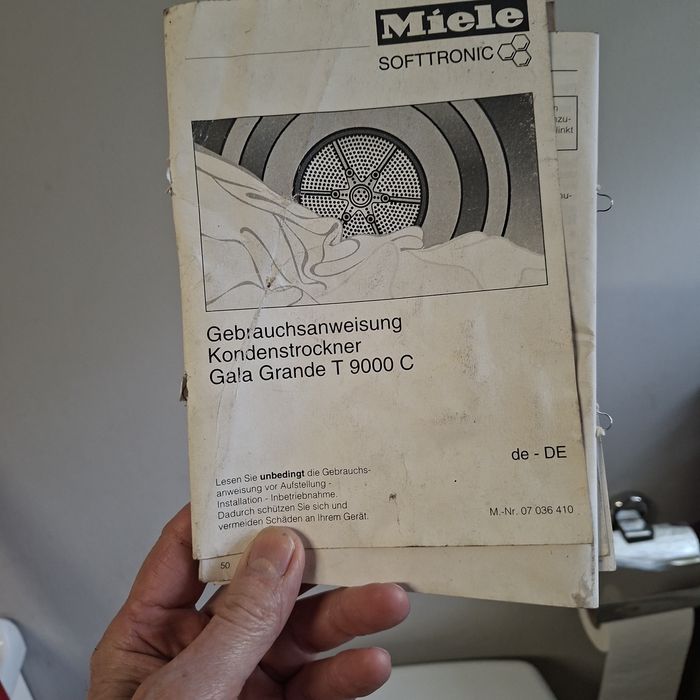 Miele
SOFTTRONIC
Gebrauchsanweisung
Kondenstrockner
Gala Grande T 9000 C
de - DE
Lesen Sie unbedingt die Gebrauchs-
anweisung vor Aufstellung -
Installation - Inbetriebnahme.
Dadurch schützen Sie sich und
vermeiden Schäden an Ihrem Gerät.
M.-Nr. 07 036 410
50